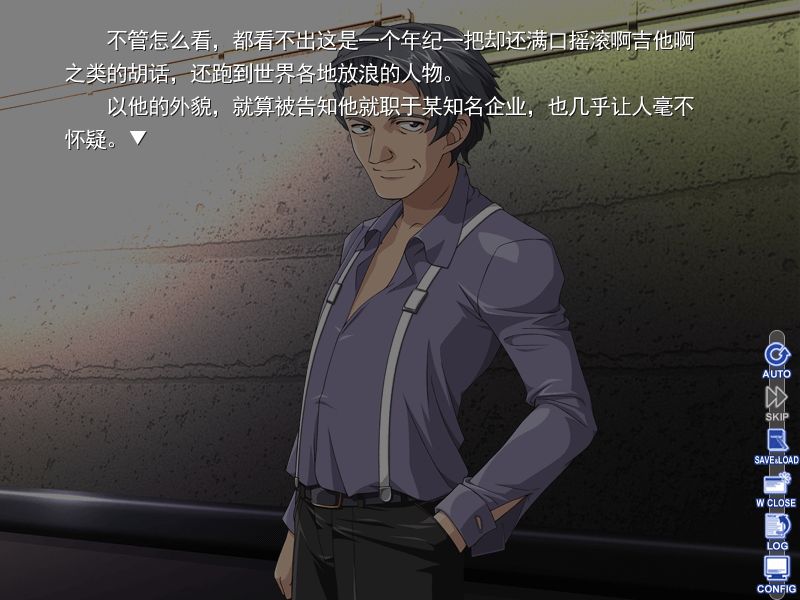 不管怎么看，都看不出这是一个年纪一把却还满口摇滚啊吉他啊
之类的胡话，还跑到世界各地放浪的人物。
以他的外貌，就算被告知他就职于某知名企业，也几乎让人毫不
怀疑。▼
AUTO
SKIP
SAVE&LOAD
W CLOSE
LOG
CONFIG